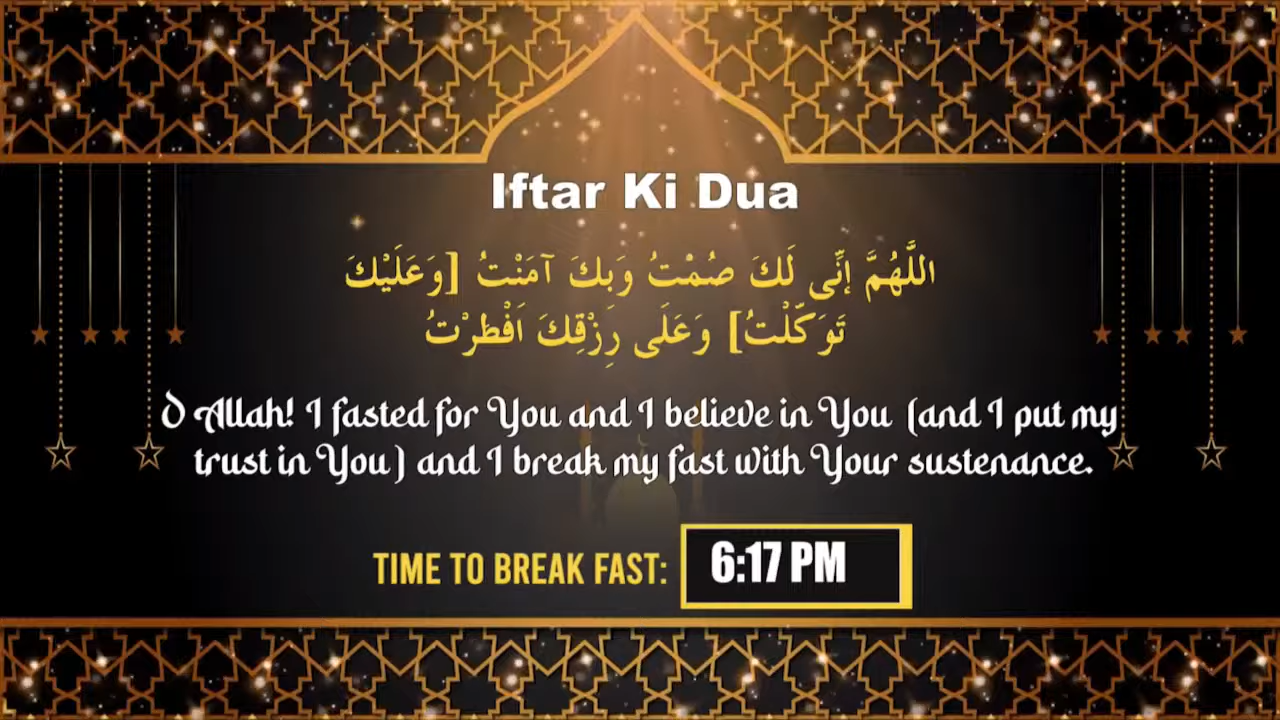 Iftar Ki Dua
اللَّهُمَّ إنِّى لَكَ صُمْتُ وَبِكَ آمَنْتُ [وَعَلَيْكَ
تَوَكَّلْتُ] وَعَلَى رِزْقِكَ اَفْطَرْتُ
O Allah! I fasted for You and I believe in You (and I put my
trust in You) and I break my fast with Your sustenance.
TIME TO BREAK FAST: 6:17 PM